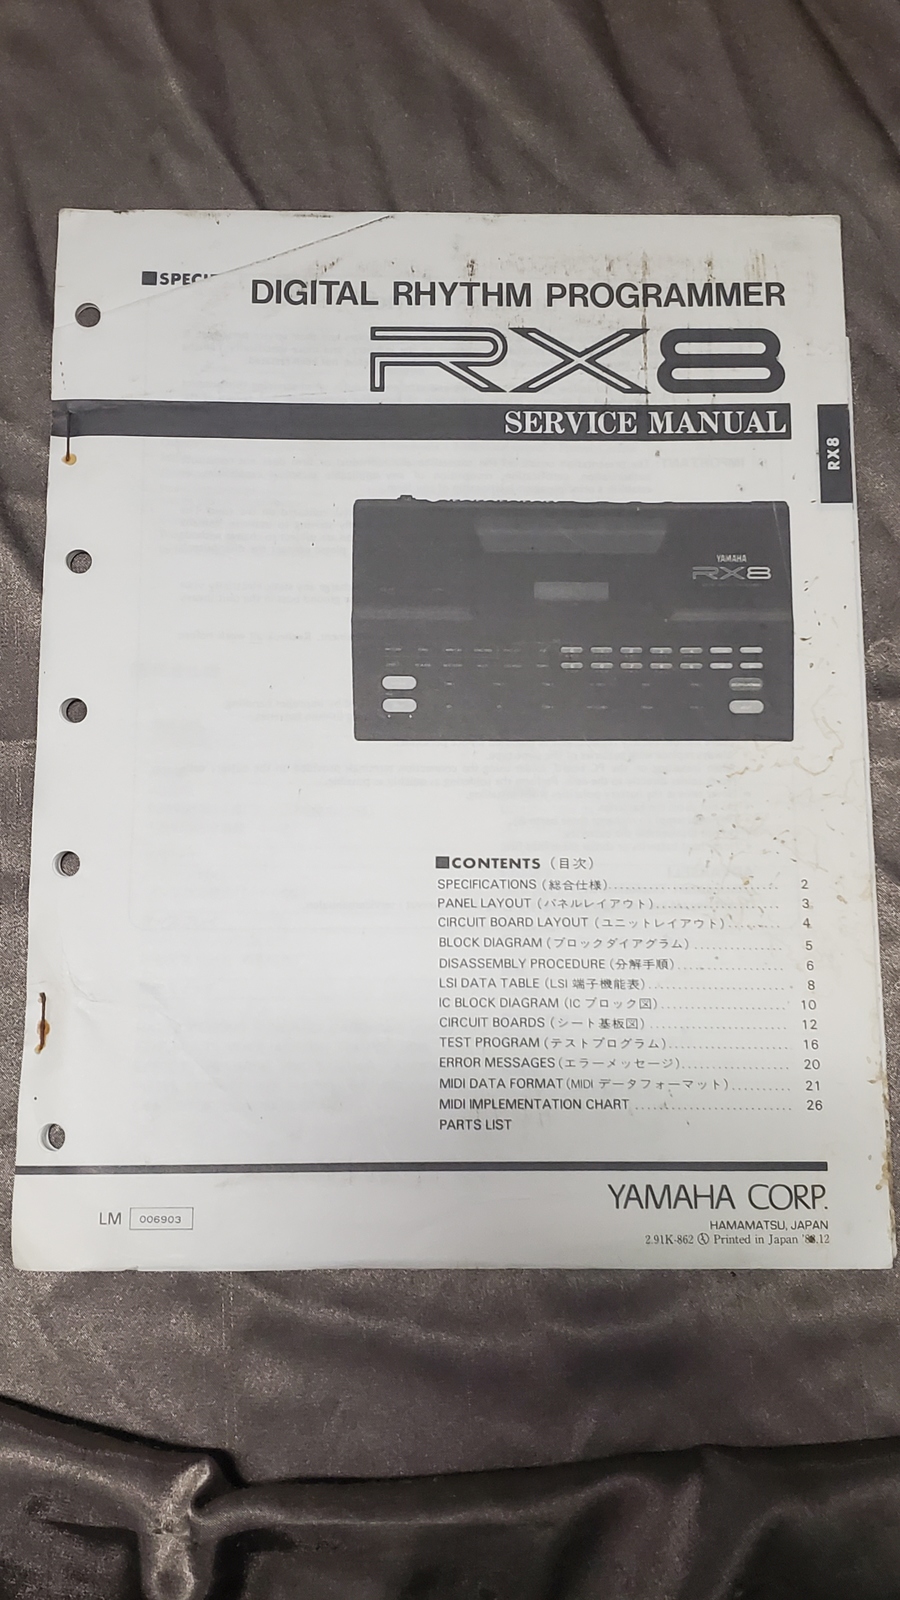 ■SPECIF
DIGITAL RHYTHM PROGRAMMER
RX8
SERVICE MANUAL
RX8
YAMAHA
RX8
■CONTENTS (目次)
SPECIFICATIONS (総合仕様)........................ 2
PANEL LAYOUT (パネルレイアウト)........................ 3
CIRCUIT BOARD LAYOUT (ユニットレイアウト)........................ 4
BLOCK DIAGRAM (ブロックダイアグラム)........................ 5
DISASSEMBLY PROCEDURE (分解手順)........................ 6
LSI DATA TABLE (LSI 端子機能表)........................ 8
IC BLOCK DIAGRAM (IC ブロック図)........................ 10
CIRCUIT BOARDS (シート基板図)........................ 12
TEST PROGRAM (テストプログラム)........................ 16
ERROR MESSAGES (エラーメッセージ)........................ 20
MIDI DATA FORMAT (MIDI データフォーマット)........................ 21
MIDI IMPLEMENTATION CHART........................ 26
PARTS LIST
YAMAHA CORP.
HAMAMATSU, JAPAN
2.91K-862 Ⓐ Printed in Japan '88.12
LM 006903